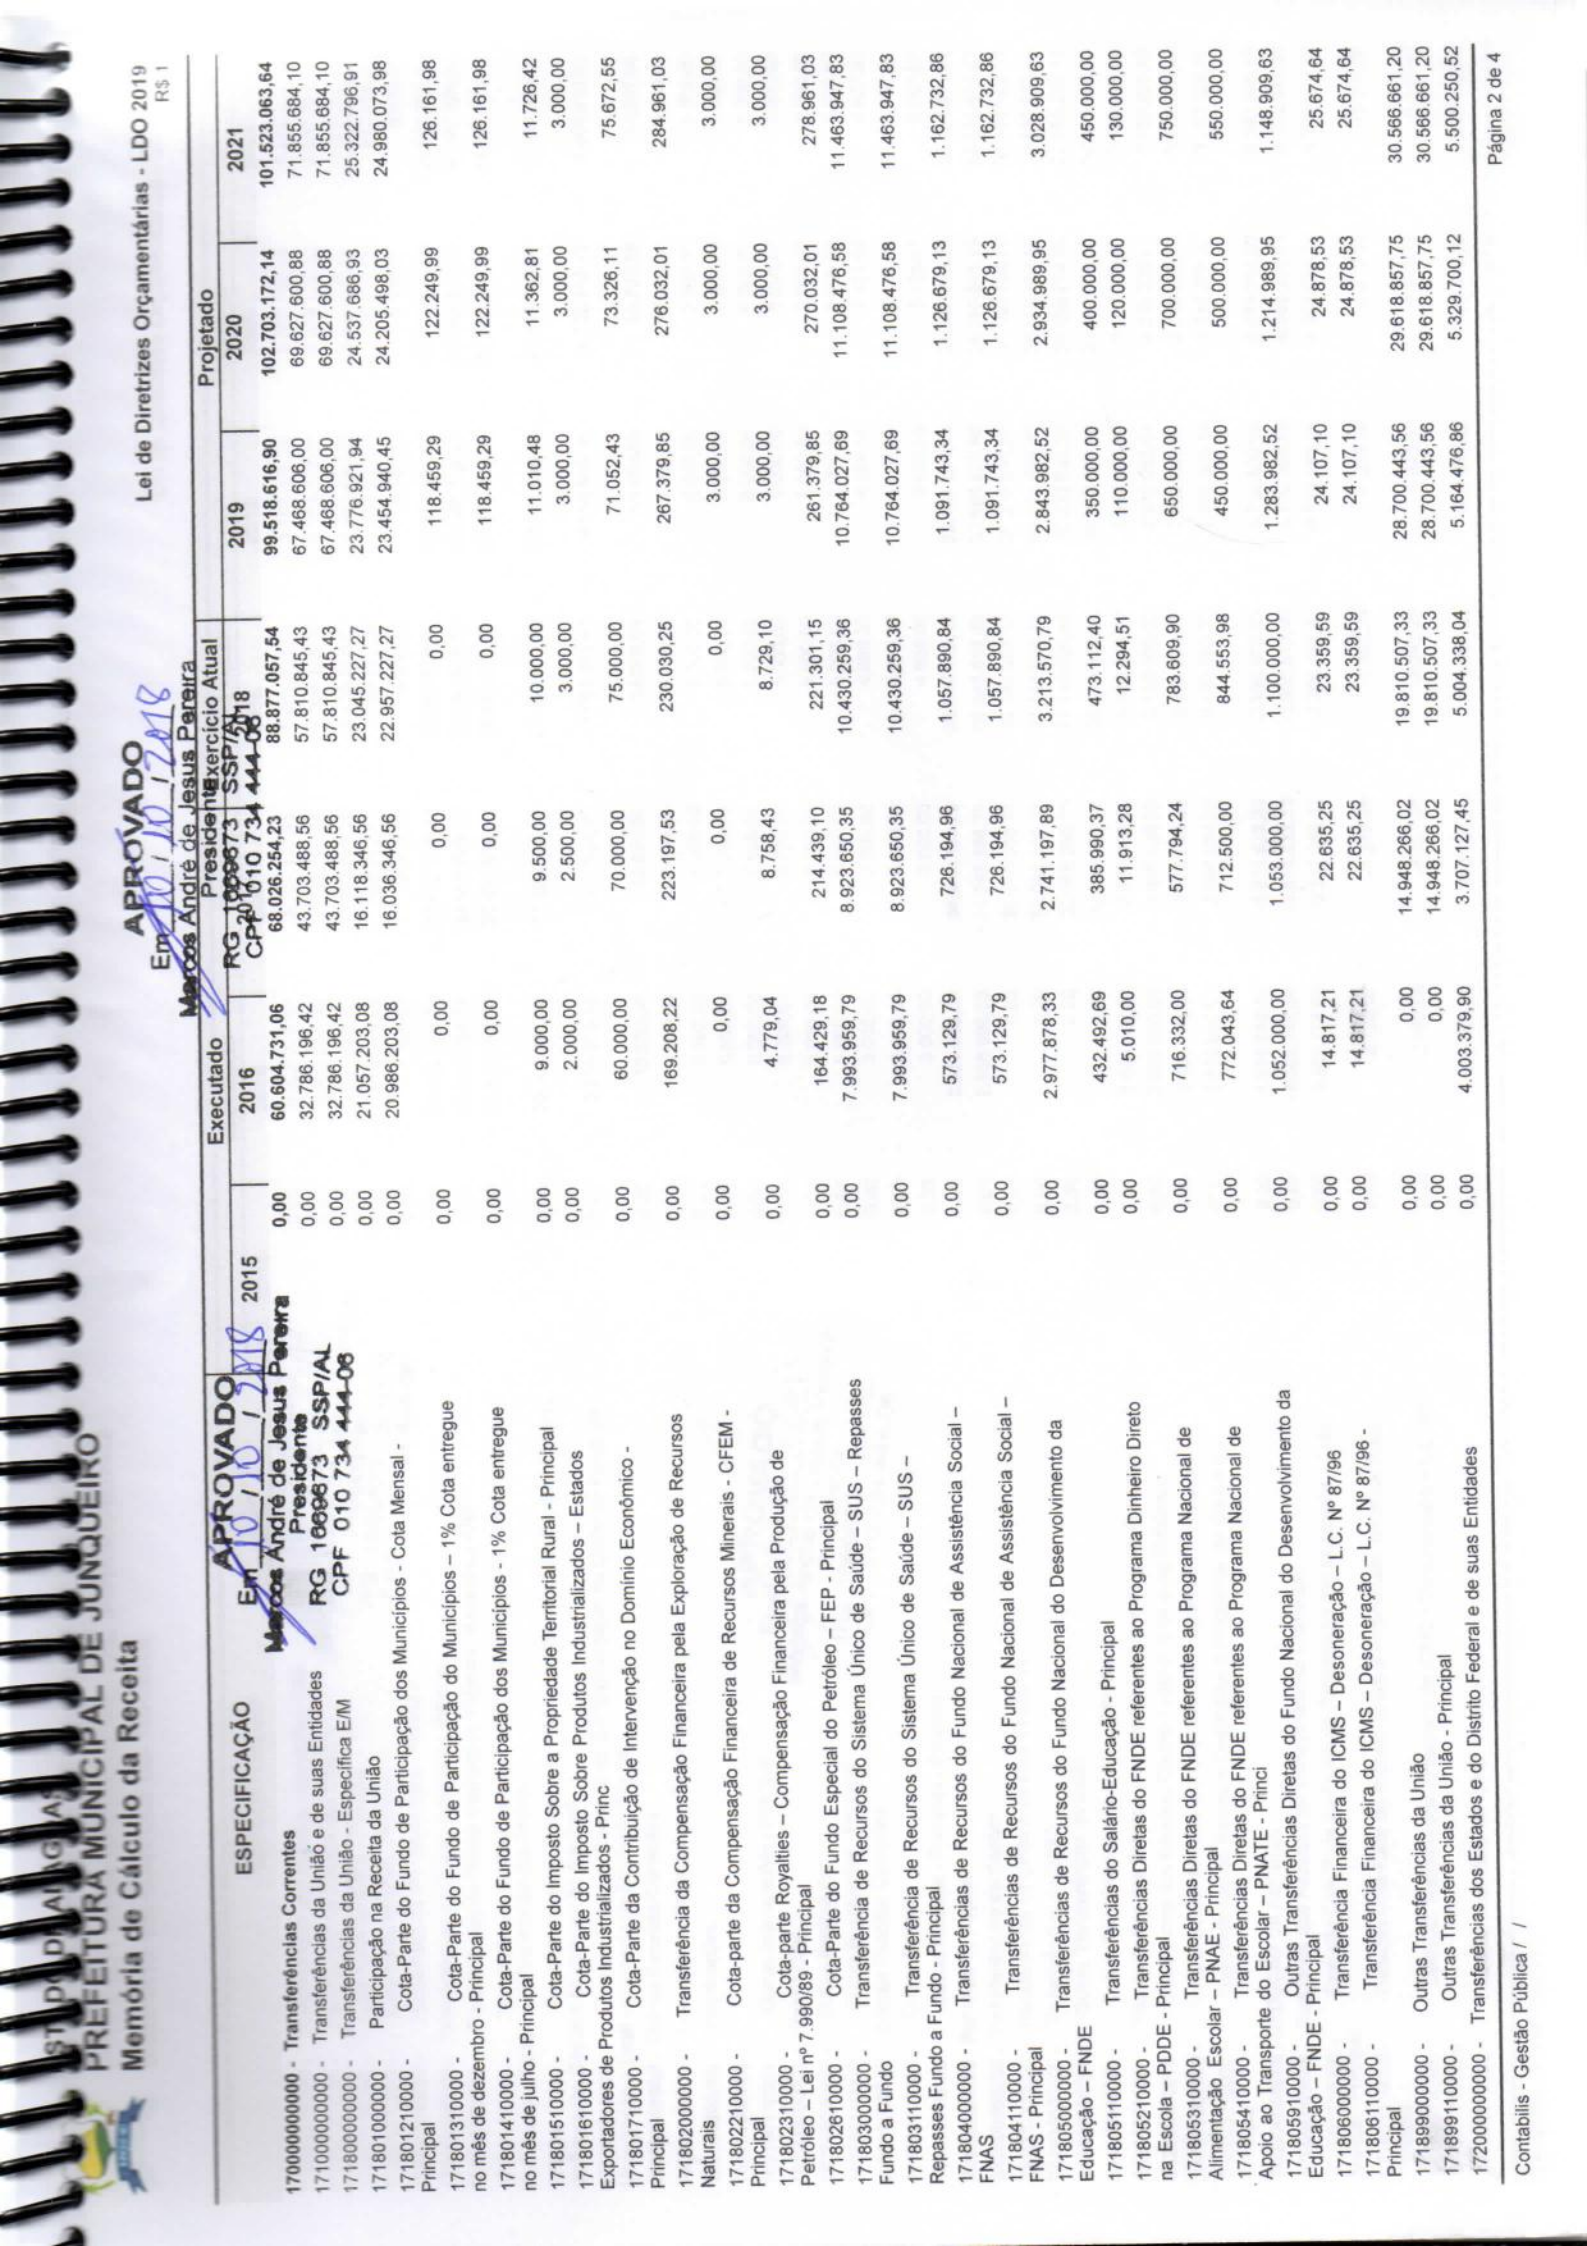 ESTADO DE ALAGOAS
PREFEITURA MUNICIPAL DE JUNQUEIRO
Memória de Cálculo da Receita
Lei de Diretrizes Orçamentárias - LDO 2019
R$ 1
APROVADO
Em 10/10/2018
Marcos André de Jesus Pereira
Presidente
RG 1669673 SSP/AL
CPF 010 734 444-06
APROVADO
Em 10/10/2018
Marcos André de Jesus Pereira
Presidente
RG 1669673 SSP/AL
CPF 010 734 444-06
ESPECIFICAÇÃO Executado Exercício Atual Projetado
2015 2016 2017 2018 2019 2020 2021
17000000000 - Transferências Correntes 0,00 60.604.731,06 68.026.254,23 88.877.057,54 99.518.616,90 102.703.172,14 101.523.063,64
17100000000 - Transferências da União e de suas Entidades 0,00 32.786.196,42 43.703.488,56 57.810.845,43 67.468.606,00 69.627.600,88 71.855.684,10
17180000000 - Transferências da União - Específica E/M 0,00 32.786.196,42 43.703.488,56 57.810.845,43 67.468.606,00 69.627.600,88 71.855.684,10
17180100000 - Participação na Receita da União 0,00 21.057.203,08 16.118.346,56 23.045.227,27 23.776.921,94 24.537.686,93 25.322.796,91
171801210000 - Cota-Parte do Fundo de Participação dos Municípios - Cota Mensal - 0,00 20.986.203,08 16.036.346,56 22.957.227,27 23.454.940,45 24.205.498,03 24.980.073,98
Principal
171801310000 - Cota-Parte do Fundo de Participação do Municípios – 1% Cota entregue 0,00 0,00 0,00 0,00 118.459,29 122.249,99 126.161,98
no mês de dezembro - Principal
171801410000 - Cota-Parte do Fundo de Participação dos Municípios - 1% Cota entregue 0,00 0,00 0,00 0,00 118.459,29 122.249,99 126.161,98
no mês de julho - Principal
171801510000 - Cota-Parte do Imposto Sobre a Propriedade Territorial Rural - Principal 0,00 9.000,00 9.500,00 10.000,00 11.010,48 11.362,81 11.726,42
171801610000 - Cota-Parte do Imposto Sobre Produtos Industrializados – Estados 0,00 2.000,00 2.500,00 3.000,00 3.000,00 3.000,00 3.000,00
Exportadores de Produtos Industrializados - Princ
171801710000 - Cota-Parte da Contribuição de Intervenção no Domínio Econômico - 0,00 60.000,00 70.000,00 75.000,00 71.052,43 73.326,11 75.672,55
Principal
17180200000 - Transferência da Compensação Financeira pela Exploração de Recursos 0,00 169.208,22 223.197,53 230.030,25 267.379,85 276.032,01 284.961,03
Naturais
171802210000 - Cota-parte da Compensação Financeira de Recursos Minerais - CFEM - 0,00 0,00 0,00 0,00 3.000,00 3.000,00 3.000,00
Principal
171802310000 - Cota-parte Royalties – Compensação Financeira pela Produção de 0,00 4.779,04 8.758,43 8.729,10 3.000,00 3.000,00 3.000,00
Petróleo – Lei nº 7.990/89 - Principal
171802610000 - Cota-Parte do Fundo Especial do Petróleo – FEP - Principal 0,00 164.429,18 214.439,10 221.301,15 261.379,85 270.032,01 278.961,03
17180300000 - Transferência de Recursos do Sistema Único de Saúde – SUS – Repasses 0,00 7.993.959,79 8.923.650,35 10.430.259,36 10.764.027,69 11.108.476,58 11.463.947,83
Fundo a Fundo
171803110000 - Transferência de Recursos do Sistema Único de Saúde – SUS – 0,00 7.993.959,79 8.923.650,35 10.430.259,36 10.764.027,69 11.108.476,58 11.463.947,83
Repasses Fundo a Fundo - Principal
17180400000 - Transferências de Recursos do Fundo Nacional de Assistência Social – 0,00 573.129,79 726.194,96 1.057.890,84 1.091.743,34 1.126.679,13 1.162.732,86
FNAS
171804110000 - Transferências de Recursos do Fundo Nacional de Assistência Social – 0,00 573.129,79 726.194,96 1.057.890,84 1.091.743,34 1.126.679,13 1.162.732,86
FNAS - Principal
17180500000 - Transferências de Recursos do Fundo Nacional do Desenvolvimento da 0,00 2.977.878,33 2.741.197,89 3.213.570,79 2.843.982,52 2.934.989,95 3.028.909,63
Educação – FNDE
171805110000 - Transferências do Salário-Educação - Principal 0,00 432.492,69 385.990,37 473.112,40 350.000,00 400.000,00 450.000,00
171805210000 - Transferências Diretas do FNDE referentes ao Programa Dinheiro Direto 0,00 5.010,00 11.913,28 12.294,51 110.000,00 120.000,00 130.000,00
na Escola – PDDE - Principal
171805310000 - Transferências Diretas do FNDE referentes ao Programa Nacional de 0,00 716.332,00 577.794,24 783.609,90 650.000,00 700.000,00 750.000,00
Alimentação Escolar – PNAE - Principal
171805410000 - Transferências Diretas do FNDE referentes ao Programa Nacional de 0,00 772.043,64 712.500,00 844.553,98 450.000,00 500.000,00 550.000,00
Apoio ao Transporte do Escolar – PNATE - Princi
171805910000 - Outras Transferências Diretas do Fundo Nacional do Desenvolvimento da 0,00 1.052.000,00 1.053.000,00 1.100.000,00 1.283.982,52 1.214.989,95 1.148.909,63
Educação – FNDE - Principal
17180600000 - Transferência Financeira do ICMS – Desoneração – L.C. Nº 87/96 0,00 14.817,21 22.635,25 23.359,59 24.107,10 24.878,53 25.674,64
171806110000 - Transferência Financeira do ICMS – Desoneração – L.C. Nº 87/96 - 0,00 14.817,21 22.635,25 23.359,59 24.107,10 24.878,53 25.674,64
Principal
17189900000 - Outras Transferências da União 0,00 0,00 14.948.266,02 19.810.507,33 28.700.443,56 29.618.857,75 30.566.661,20
171899110000 - Outras Transferências da União - Principal 0,00 0,00 14.948.266,02 19.810.507,33 28.700.443,56 29.618.857,75 30.566.661,20
17200000000 - Transferências dos Estados e do Distrito Federal e de suas Entidades 0,00 4.003.379,90 3.707.127,45 5.004.338,04 5.164.476,86 5.329.700,12 5.500.250,52
Contabilis - Gestão Pública / /
Página 2 de 4